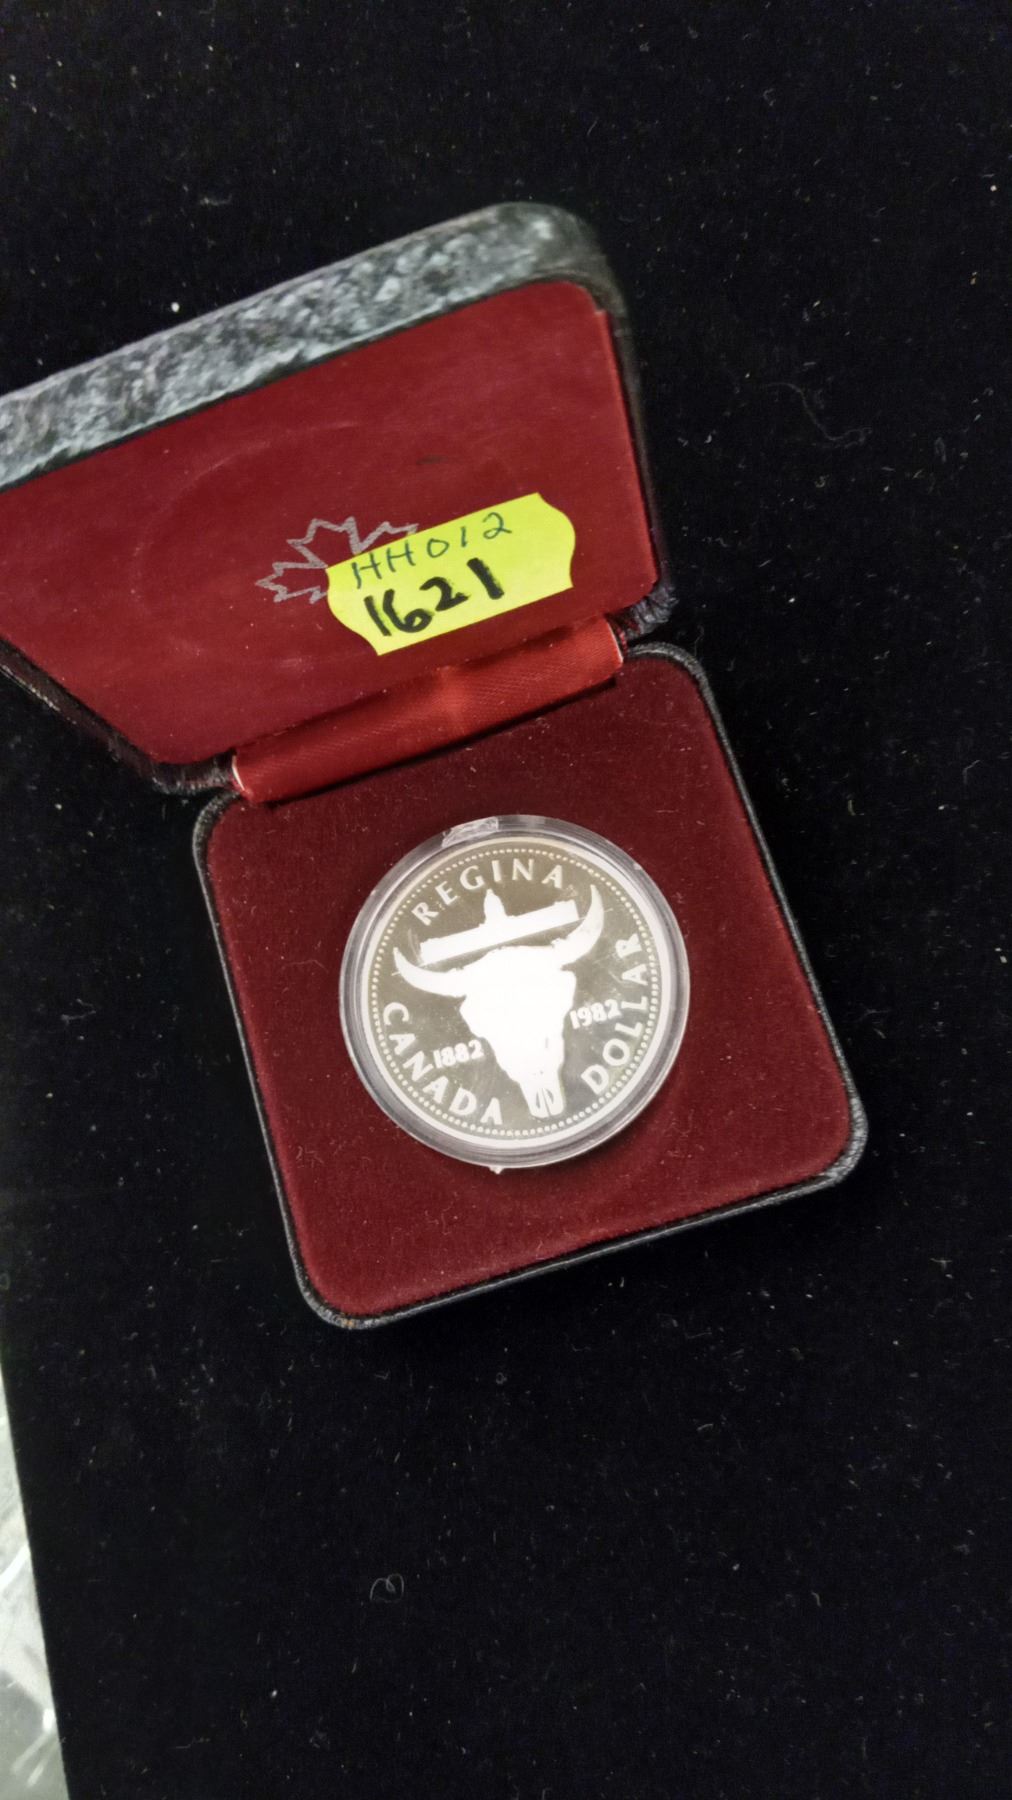 HH012
1621
REGINA
1882 1982
CANADA DOLLAR